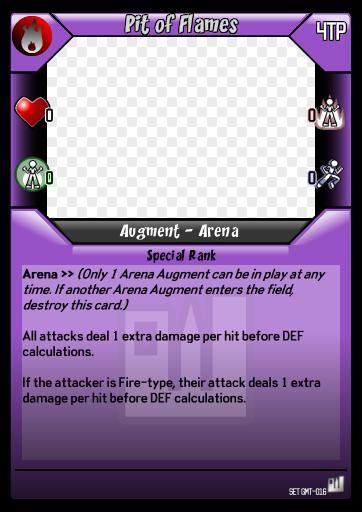 Pit of Flames
4TP
0
0
0
0
Augment - Arena
Special Rank
Arena >> (Only 1 Arena Augment can be in play at any
time. If another Arena Augment enters the field,
destroy this card.)
All attacks deal 1 extra damage per hit before DEF
calculations.
If the attacker is Fire-type, their attack deals 1 extra
damage per hit before DEF calculations.
SET GMT-016